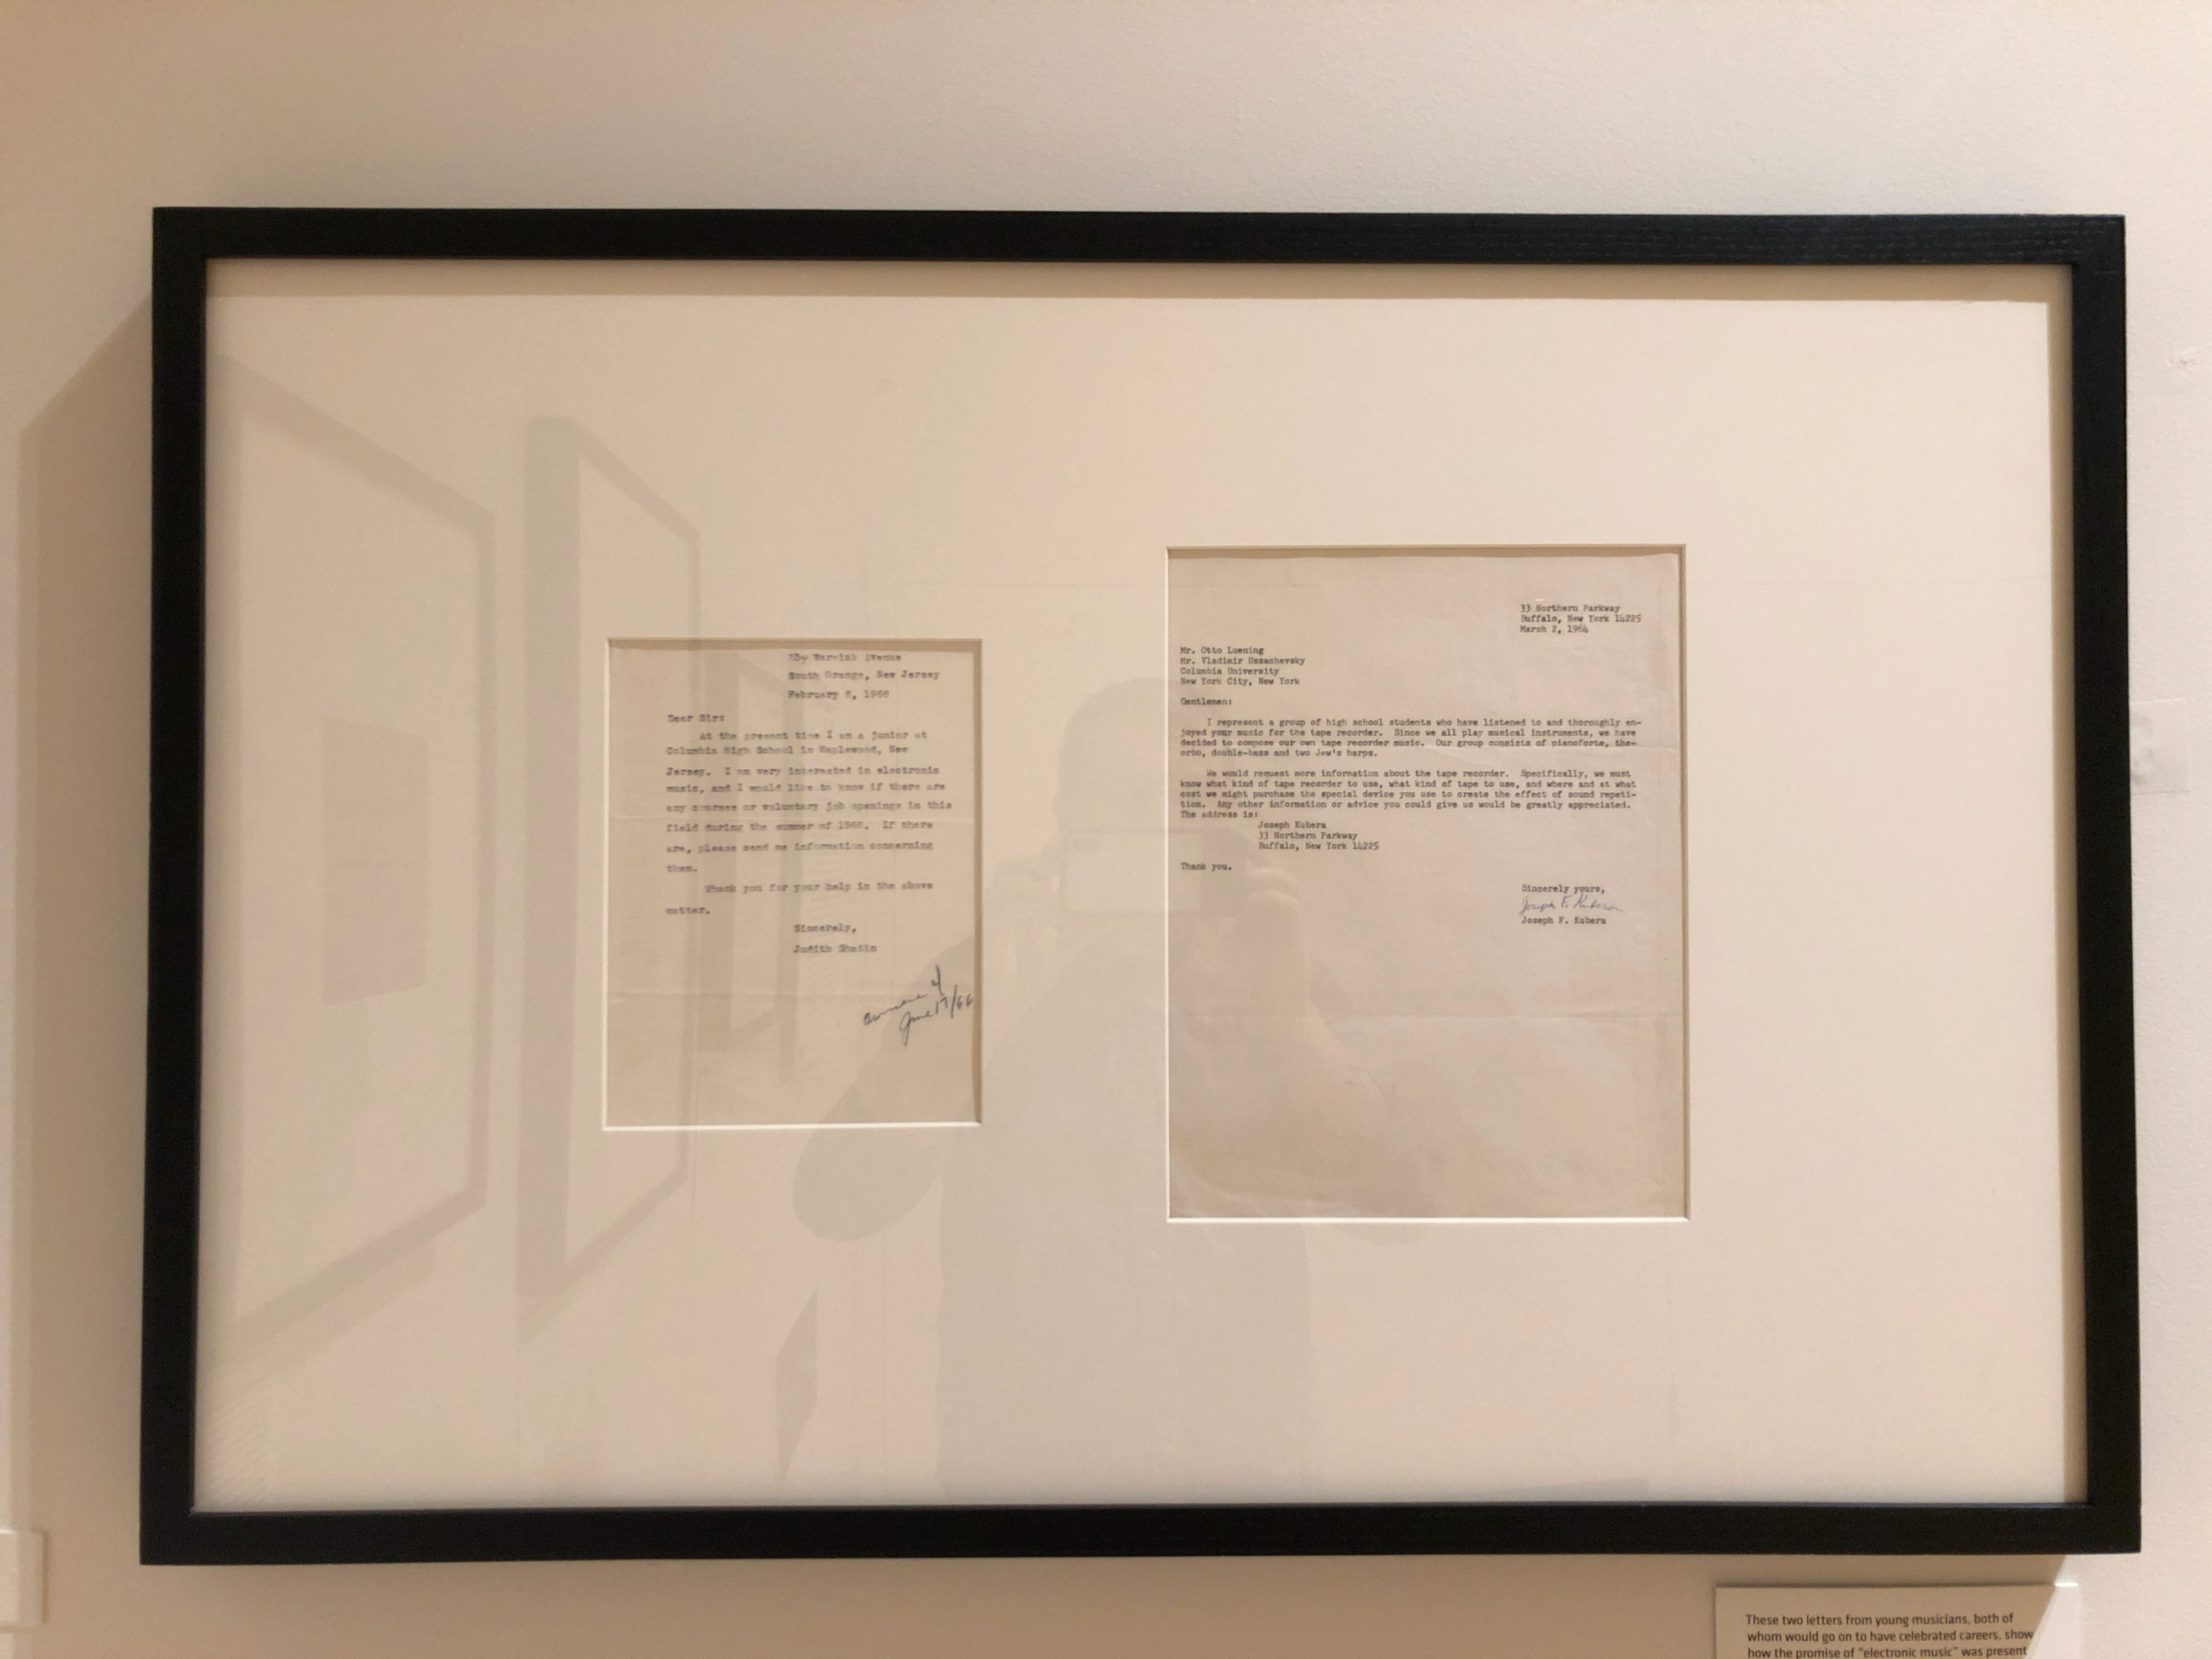 Warwick Avenue
South Orange, New Jersey
February 6, 1966
Dear Sir:
At the present time I am a junior at
Columbia High School in Maplewood, New
Jersey. I am very interested in electronic
music, and I would like to know if there are
any courses or voluntary job openings in this
field during the summer of 1966. If there
are, please send me information concerning
them.
Thank you for your help in the above
matter.
Sincerely,
Judith Shatin
June 17/66
33 Northern Parkway
Buffalo, New York 14225
March 2, 1964
Mr. Otto Luening
Mr. Vladimir Ussachevsky
Columbia University
New York City, New York
Gentlemen:
I represent a group of high school students who have listened to and thoroughly en-
joyed your music for the tape recorder. Since we all play musical instruments, we have
decided to compose our own tape recorder music. Our group consists of pianoforte, the-
orbo, double-bass and two Jew's harps.
We would request more information about the tape recorder. Specifically, we must
know what kind of tape recorder to use, what kind of tape to use, and where and at what
cost we might purchase the special device you use to create the effect of sound repeti-
tion. Any other information or advice you could give us would be greatly appreciated.
The address is:
Joseph Kubera
33 Northern Parkway
Buffalo, New York 14225
Thank you.
Sincerely yours,
Joseph F. Kubera
Joseph F. Kubera
These two letters from young musicians, both of
whom would go on to have celebrated careers, show
how the promise of "electronic music" was present